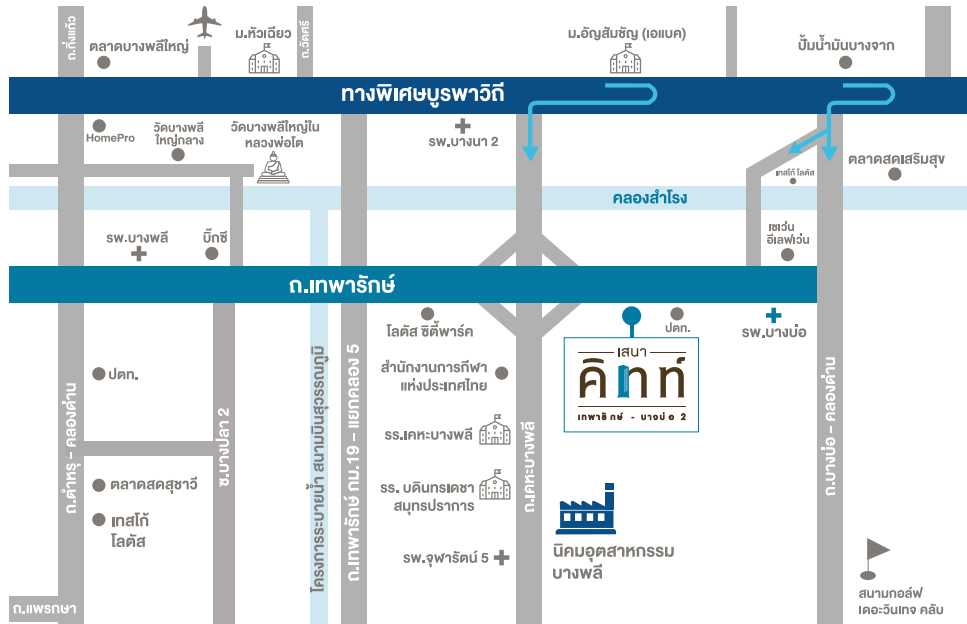 ถ.กิ่งแก้ว
ตลาดบางพลีใหญ่
ม.หัวเฉียว
ถ.วัดศรี
ม.อัญสัมชัญ (เอแบค)
ปั๊มน้ำมันบางจาก
ทางพิเศษบูรพาวิถี
HomePro
วัดบางพลี
ใหญ่กลาง
วัดบางพลีใหญ่ใน
หลวงพ่อโต
รพ.บางนา 2
เทสโก้ โลตัส
ตลาดสดเสริมสุข
คลองสำโรง
รพ.บางพลี
บิ๊กซี
เซเว่น
อีเลฟเว่น
ถ.เทพารักษ์
โลตัส ซิตี้พาร์ค
ปตท.
รพ.บางบ่อ
เสนา
คิทท์
เทพารักษ์ - บางบ่อ 2
ปตท.
สำนักงานการกีฬา
แห่งประเทศไทย
รร.เคหะบางพลี
รร. บดินทรเดชา
สมุทรปราการ
ตลาดสดสุชาวี
เทสโก้
โลตัส
รพ.จุฬารัตน์ 5
นิคมอุตสาหกรรม
บางพลี
สนามกอล์ฟ
เดอะวินเทจ คลับ
ถ.แพรกษา
ถ.ตำหรุ – คลองด่าน
ซ.บางปลา 2
โครงการระบายน้ำ สนามบินสุวรรณภูมิ
ถ.เทพารักษ์ กม.19 – แยกคลอง 5
ถ.เคหะบางพลี
ถ.บางบ่อ – คลองด่าน